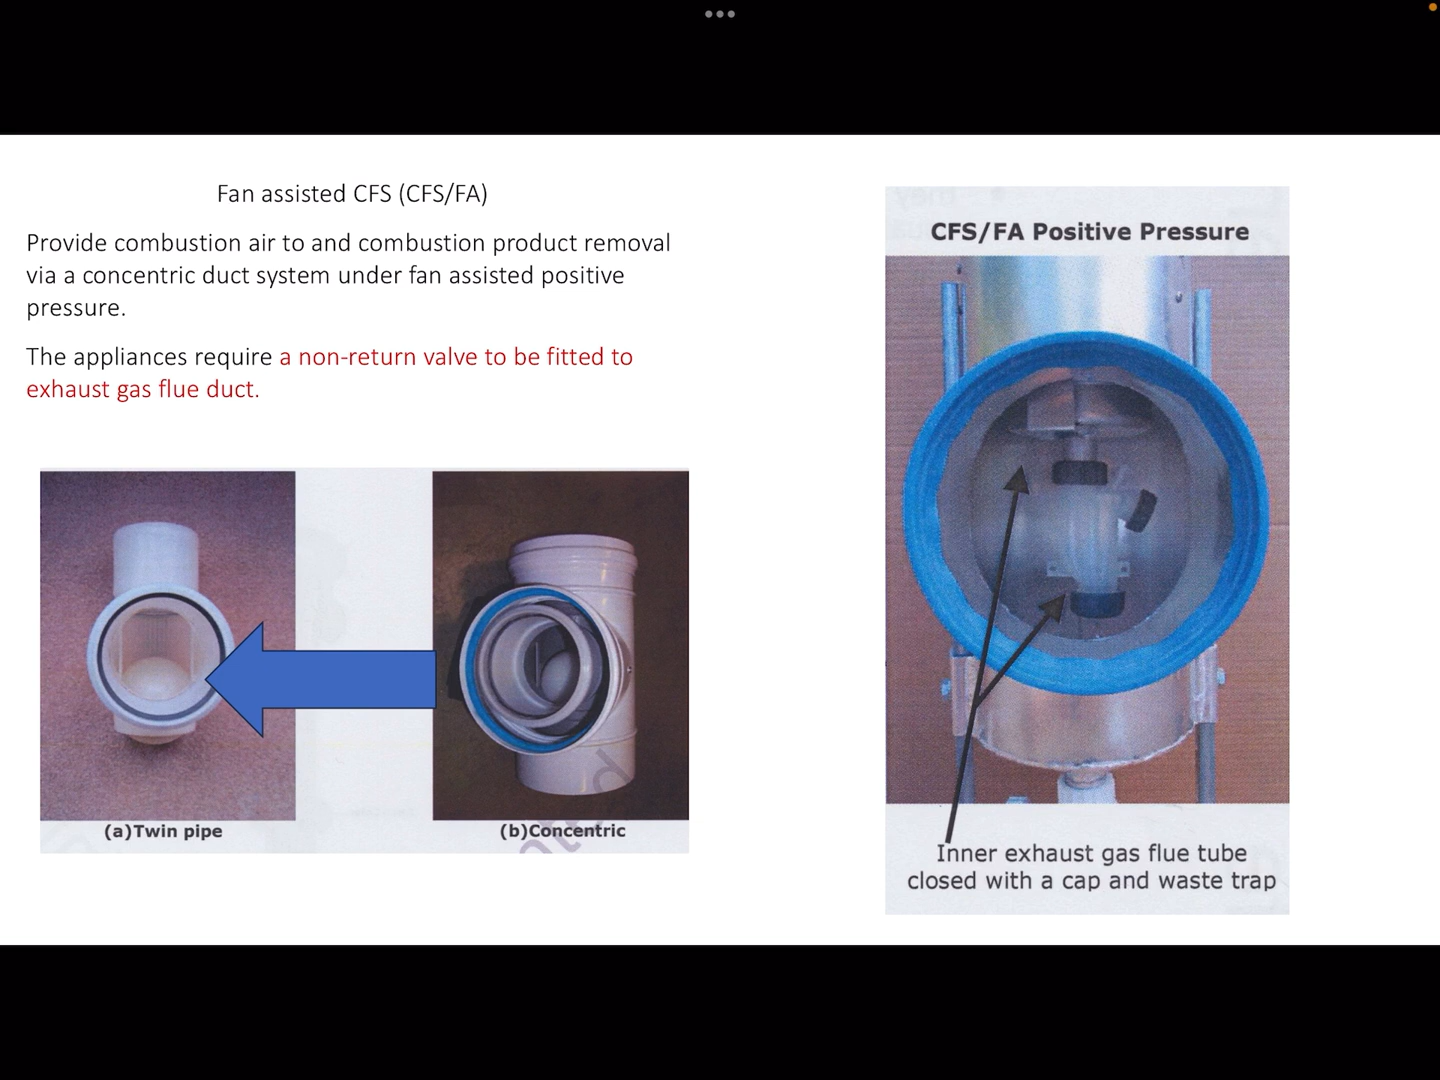 Fan assisted CFS (CFS/FA)
Provide combustion air to and combustion product removal
via a concentric duct system under fan assisted positive
pressure.
The appliances require a non-return valve to be fitted to
exhaust gas flue duct.
(a)Twin pipe
(b)Concentric
CFS/FA Positive Pressure
Inner exhaust gas flue tube
closed with a cap and waste trap